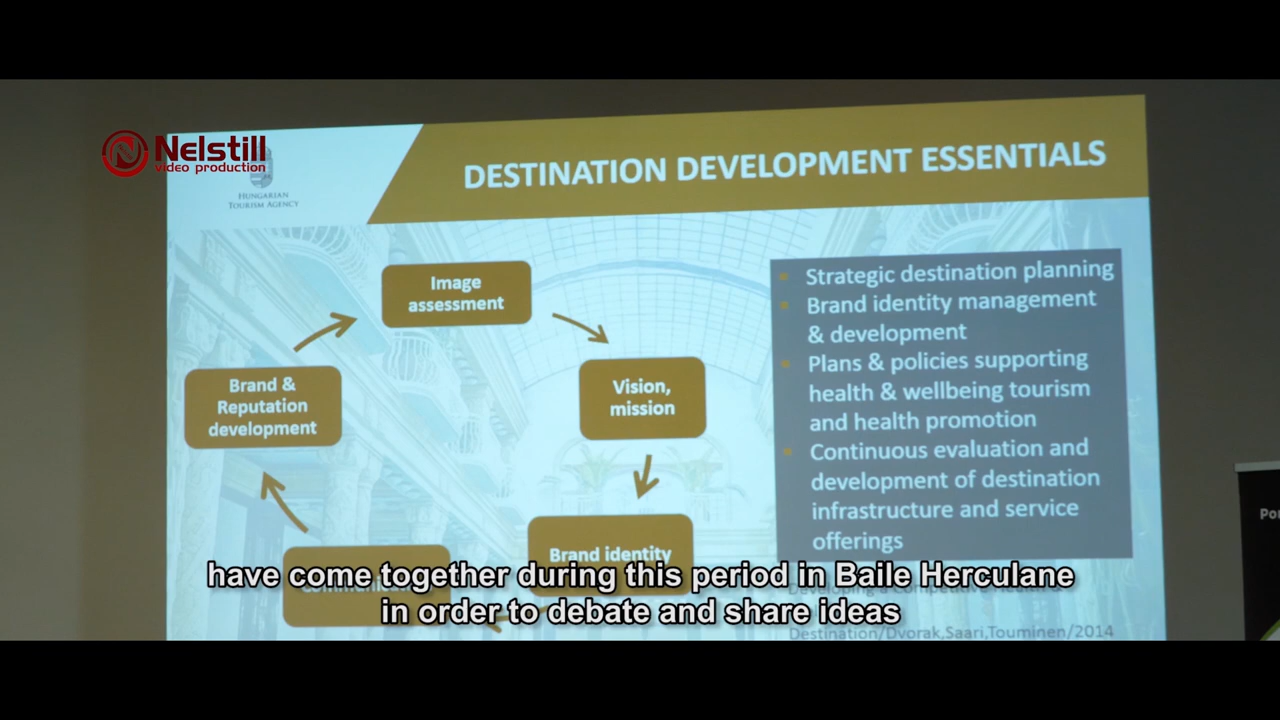 Nelstill
video production
HUNGARIAN
TOURISM AGENCY
DESTINATION DEVELOPMENT ESSENTIALS
Image
assessment
Vision,
mission
Brand &
Reputation
development
Brand identity
Strategic destination planning
Brand identity management
& development
Plans & policies supporting
health & wellbeing tourism
and health promotion
Continuous evaluation and
development of destination
infrastructure and service
offerings
Developing a
Destination/Dvorak,Saari,Touminen/2014
have come together during this period in Baile Herculane
in order to debate and share ideas